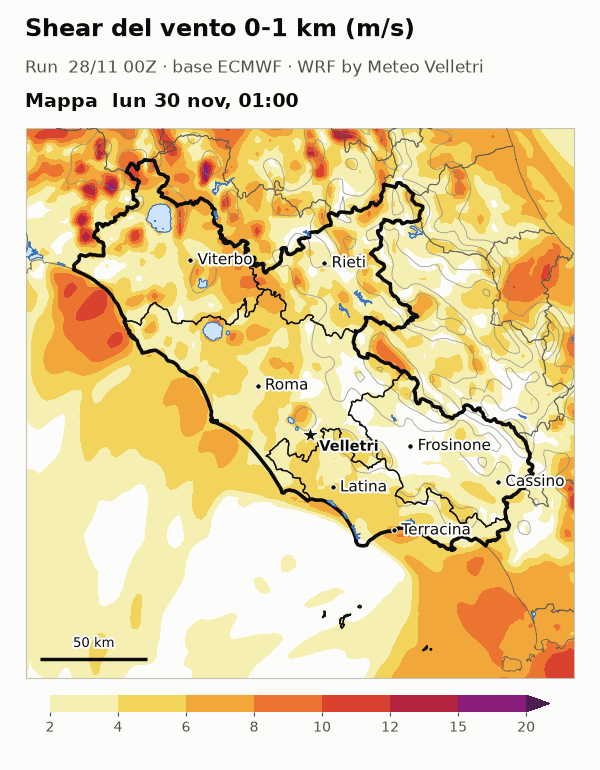 Shear del vento 0-1 km (m/s)
Run  28/11 00Z · base ECMWF · WRF by Meteo Velletri
Mappa  lun 30 nov, 01:00
Viterbo
Rieti
Roma
Velletri
Frosinone
Latina
Cassino
Terracina
50 km
2 4 6 8 10 12 15 20